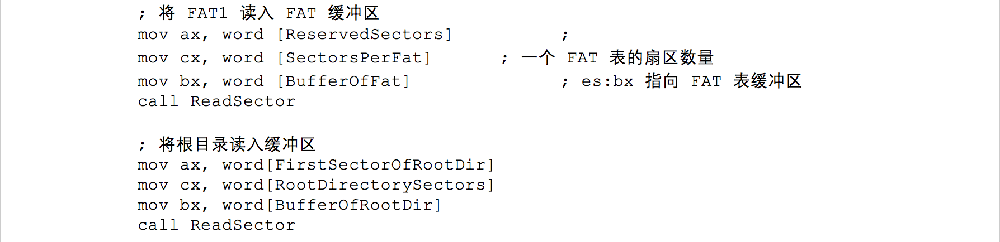 ; 将 FAT1 读入 FAT 缓冲区
mov ax, word [ReservedSectors] ;
mov cx, word [SectorsPerFat] ; 一个 FAT 表的扇区数量
mov bx, word [BufferOfFat] ; es:bx 指向 FAT 表缓冲区
call ReadSector
; 将根目录读入缓冲区
mov ax, word[FirstSectorOfRootDir]
mov cx, word[RootDirectorySectors]
mov bx, word[BufferOfRootDir]
call ReadSector